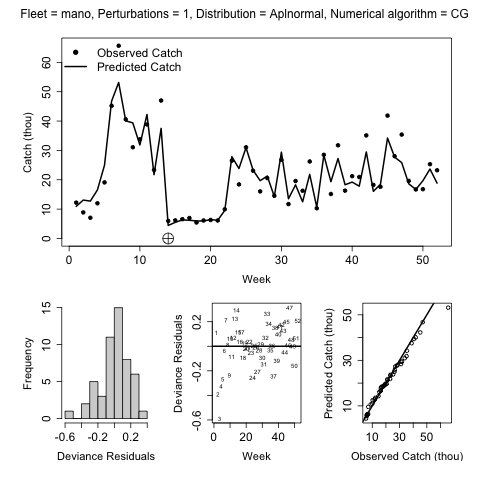 Fleet = mano, Perturbations = 1, Distribution = Aplnormal, Numerical algorithm = CG
Observed Catch
Predicted Catch
Catch (thou)
0 10 20 30 40 50 60
0 10 20 30 40 50
Week
Frequency
0 5 10 15
-0.6 -0.2 0.2
Deviance Residuals
Deviance Residuals
-0.6 -0.2 0.2
0 10 20 30 40 50
Week
Predicted Catch (thou)
10 30 50
10 30 50
Observed Catch (thou)